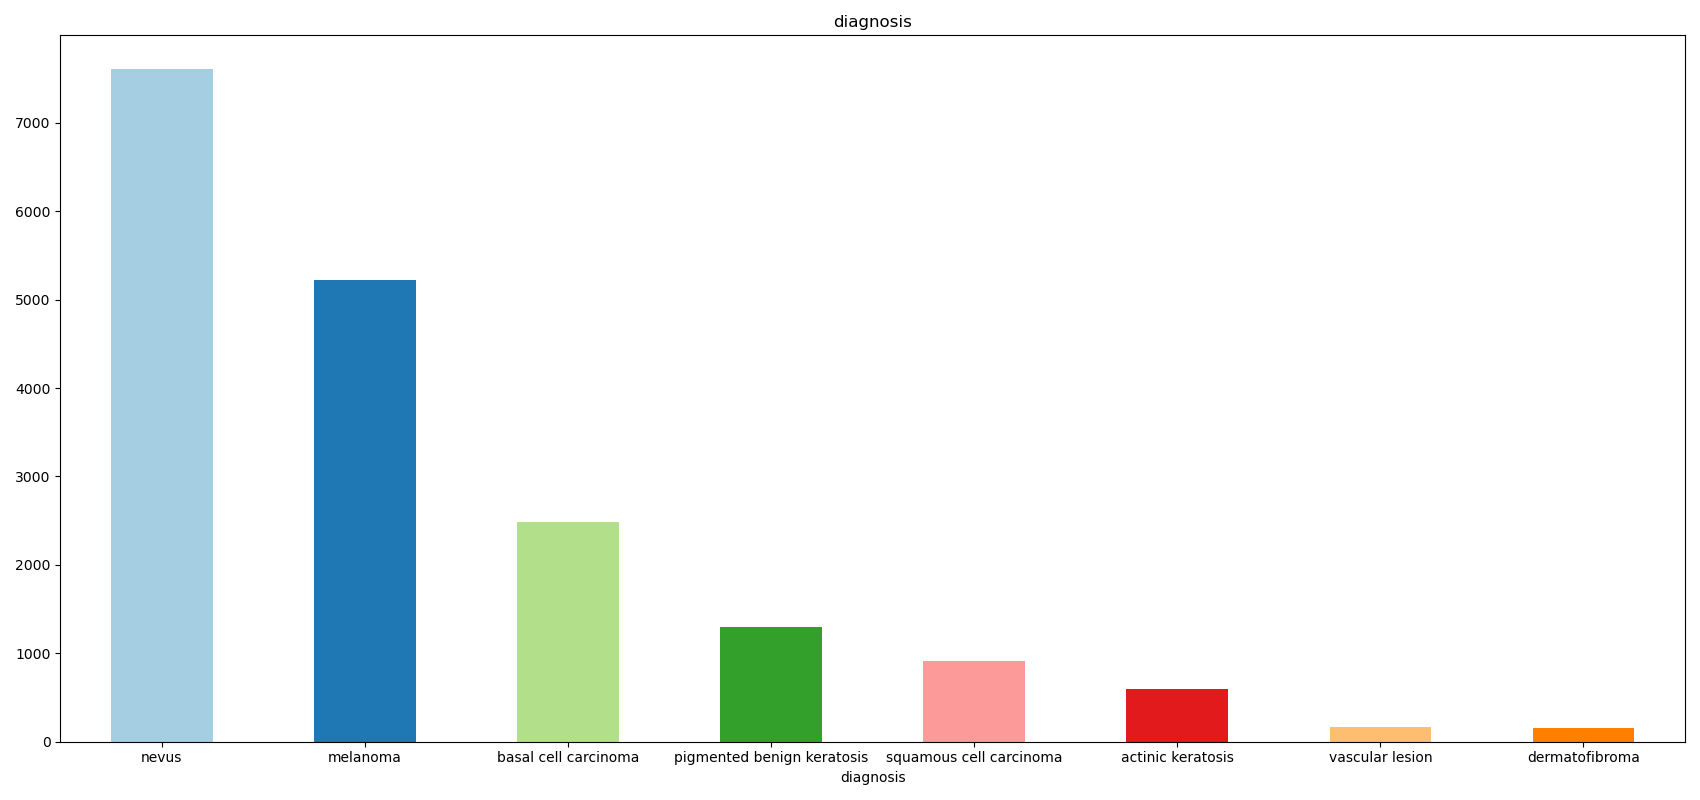 diagnosis
7000
6000
5000
4000
3000
2000
1000
0
nevus melanoma basal cell carcinoma pigmented benign keratosis squamous cell carcinoma actinic keratosis vascular lesion dermatofibroma
diagnosis